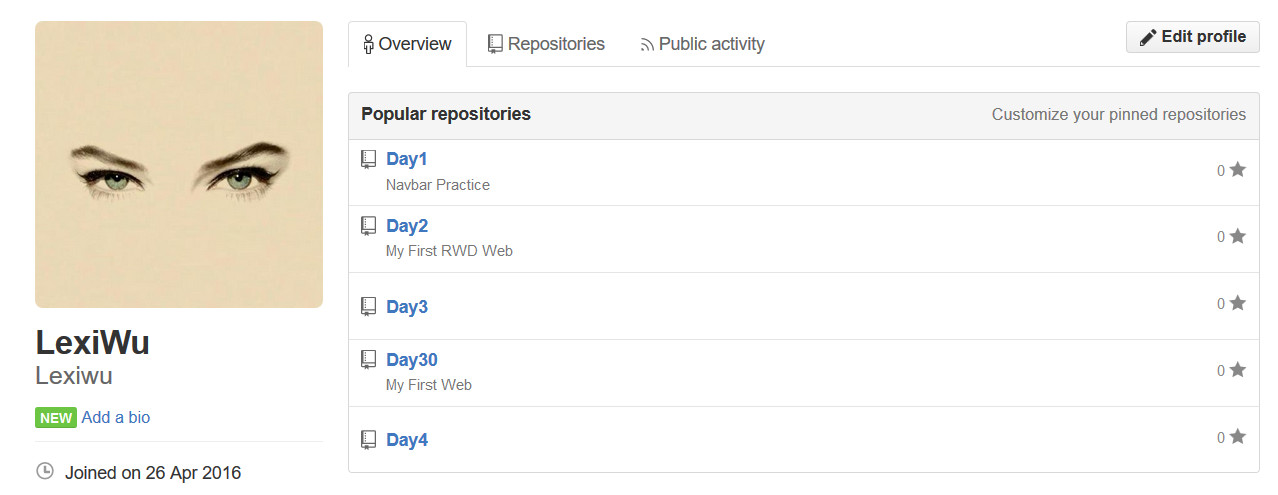 Overview Repositories Public activity Edit profile
Popular repositories Customize your pinned repositories
Day1
Navbar Practice
0
Day2
My First RWD Web
0
Day3
0
Day30
My First Web
0
Day4
0
LexiWu
Lexiwu
NEW Add a bio
Joined on 26 Apr 2016